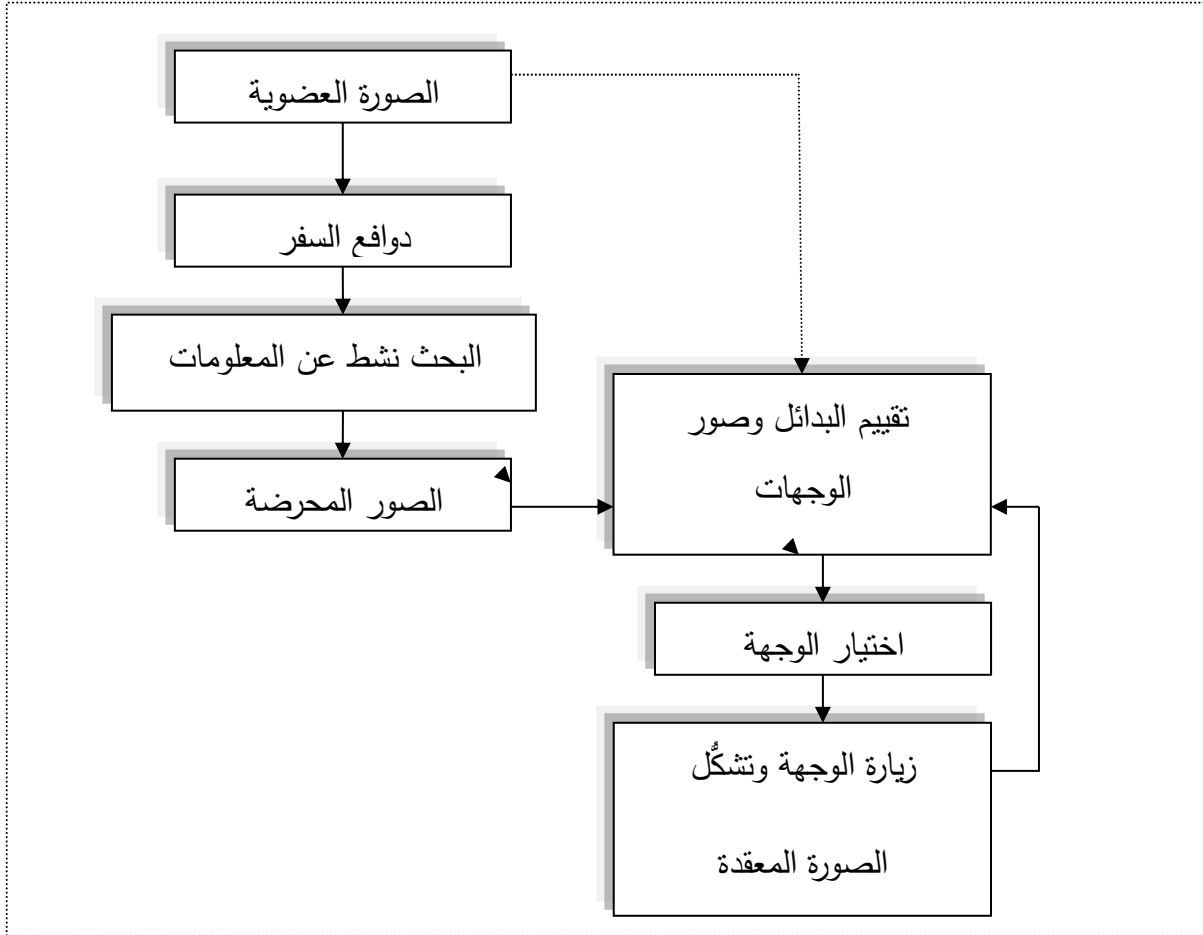 الصورة العضوية
دوافع السفر
البحث نشط عن المعلومات
الصور المحرضة
تقييم البدائل وصور
الوجهات
اختيار الوجهة
زيارة الوجهة وتشكُّل
الصورة المعقدة